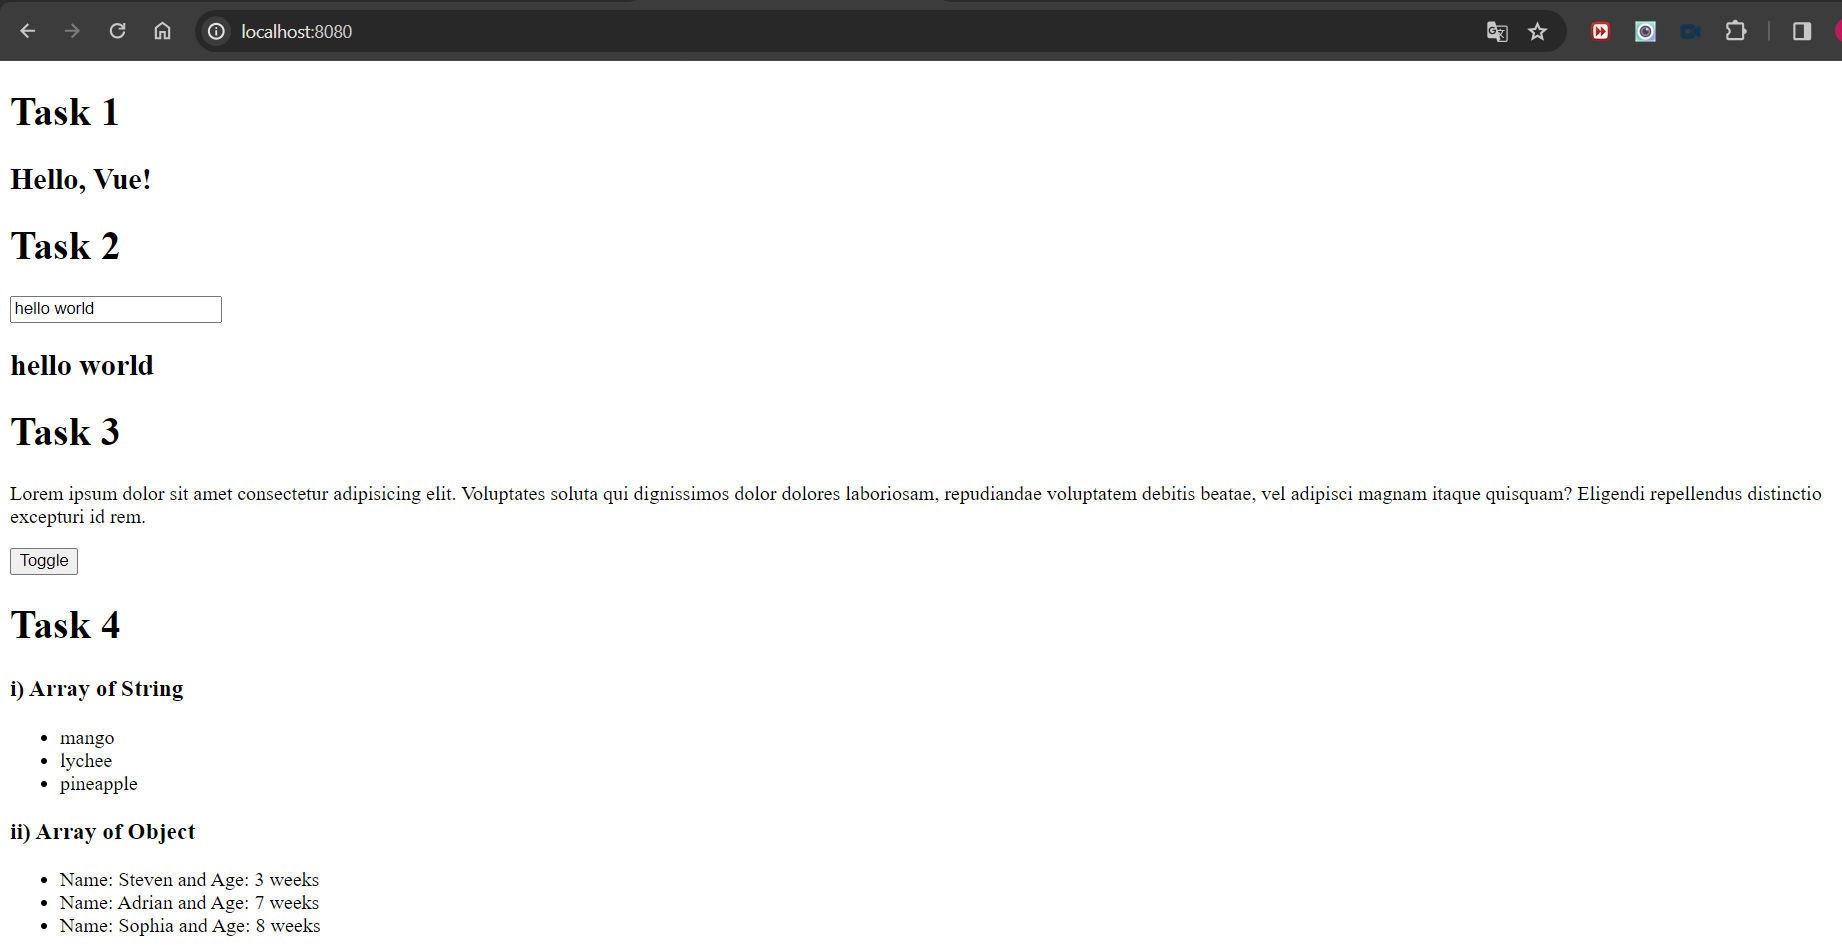 localhost:8080
Task 1
Hello, Vue!
Task 2
hello world
hello world
Task 3
Lorem ipsum dolor sit amet consectetur adipisicing elit. Voluptates soluta qui dignissimos dolor dolores laboriosam, repudiandae voluptatem debitis beatae, vel adipisci magnam itaque quisquam? Eligendi repellendus distinctio
excepturi id rem.
Toggle
Task 4
i) Array of String
mango
lychee
pineapple
ii) Array of Object
Name: Steven and Age: 3 weeks
Name: Adrian and Age: 7 weeks
Name: Sophia and Age: 8 weeks